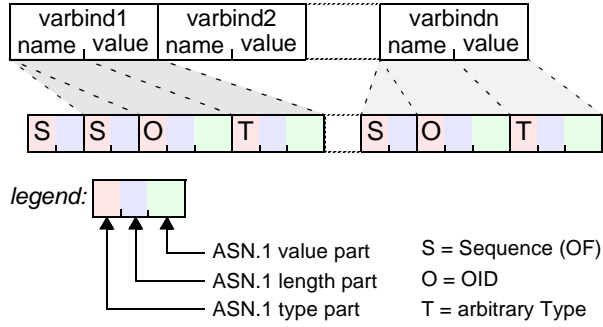 varbind1 varbind2 varbindn
name value name value name value
S S O T S O T
legend:
ASN.1 value part S = Sequence (OF)
ASN.1 length part O = OID
ASN.1 type part T = arbitrary Type